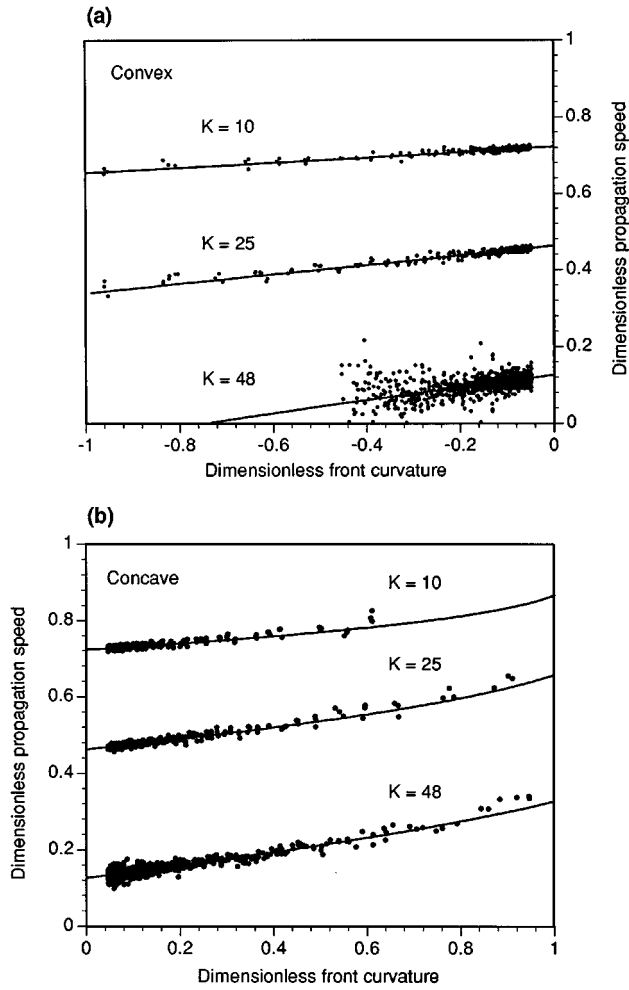 (a)
Convex
K = 10
K = 25
K = 48
1
0.8
0.6
0.4
0.2
0
Dimensionless propagation speed
-1
-0.8
-0.6
-0.4
-0.2
0
Dimensionless front curvature
(b)
Concave
K = 10
K = 25
K = 48
1
0.8
0.6
0.4
0.2
0
Dimensionless propagation speed
0
0.2
0.4
0.6
0.8
1
Dimensionless front curvature